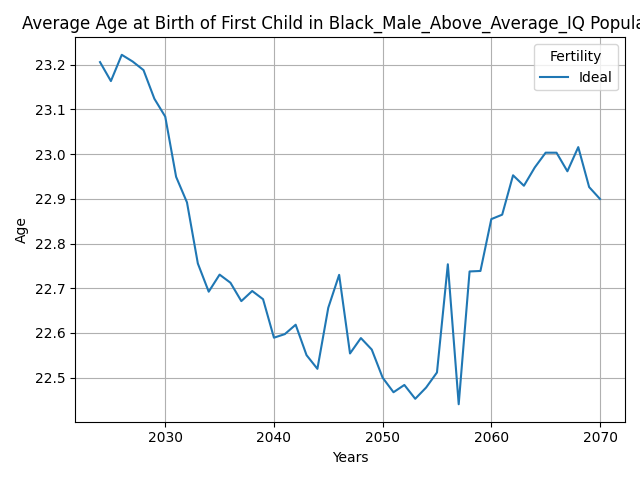 Average Age at Birth of First Child in Black_Male_Above_Average_IQ Popula
Fertility
Ideal
23.2
23.1
23.0
22.9
22.8
22.7
22.6
22.5
Age
2030 2040 2050 2060 2070
Years